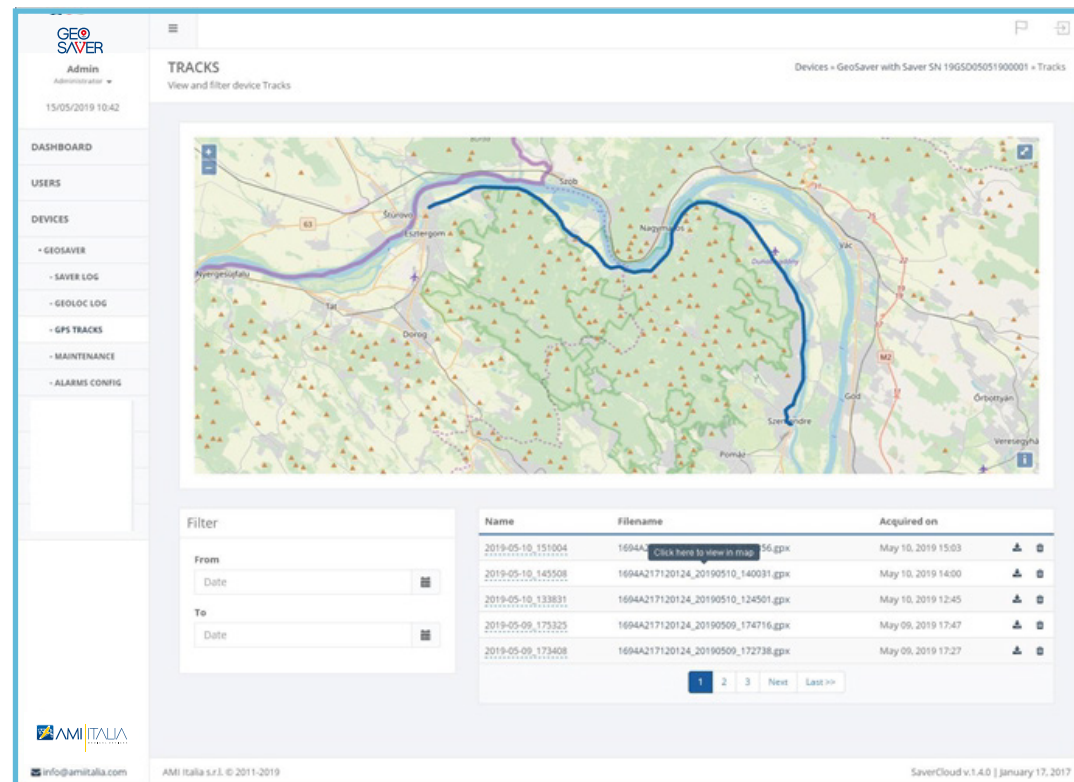 GEO
SAVER
Admin
Administrator
15/05/2019 10:42
DASHBOARD
USERS
DEVICES
• GEOSAVER
- SAVER LOG
- GEOLOC LOG
- GPS TRACKS
- MAINTENANCE
- ALARMS CONFIG
AMI ITALIA
info@amiitalia.com
TRACKS
View and filter device Tracks
Devices » GeoSaver with Saver SN 19GSD05051900001 » Tracks
+
−
Szob
Štúrovo
63
Esztergom
Nagymaros
Vác
Nyergesújfalu
Tát
Dorog
M2
Göd
Őrbottyán
Szentendre
Pomáz
Veresegyhá
i
Filter
From
Date
To
Date
Name Filename Acquired on
2019-05-10_151004 1694A2 56.gpx May 10, 2019 15:03
Click here to view in map
2019-05-10_145508 1694A217120124_20190510_140031.gpx May 10, 2019 14:00
2019-05-10_133831 1694A217120124_20190510_124501.gpx May 10, 2019 12:45
2019-05-09_175325 1694A217120124_20190509_174716.gpx May 09, 2019 17:47
2019-05-09_173408 1694A217120124_20190509_172738.gpx May 09, 2019 17:27
1 2 3 Next Last >>
AMI Italia s.r.l. © 2011-2019
SaverCloud v.1.4.0 | January 17, 2017